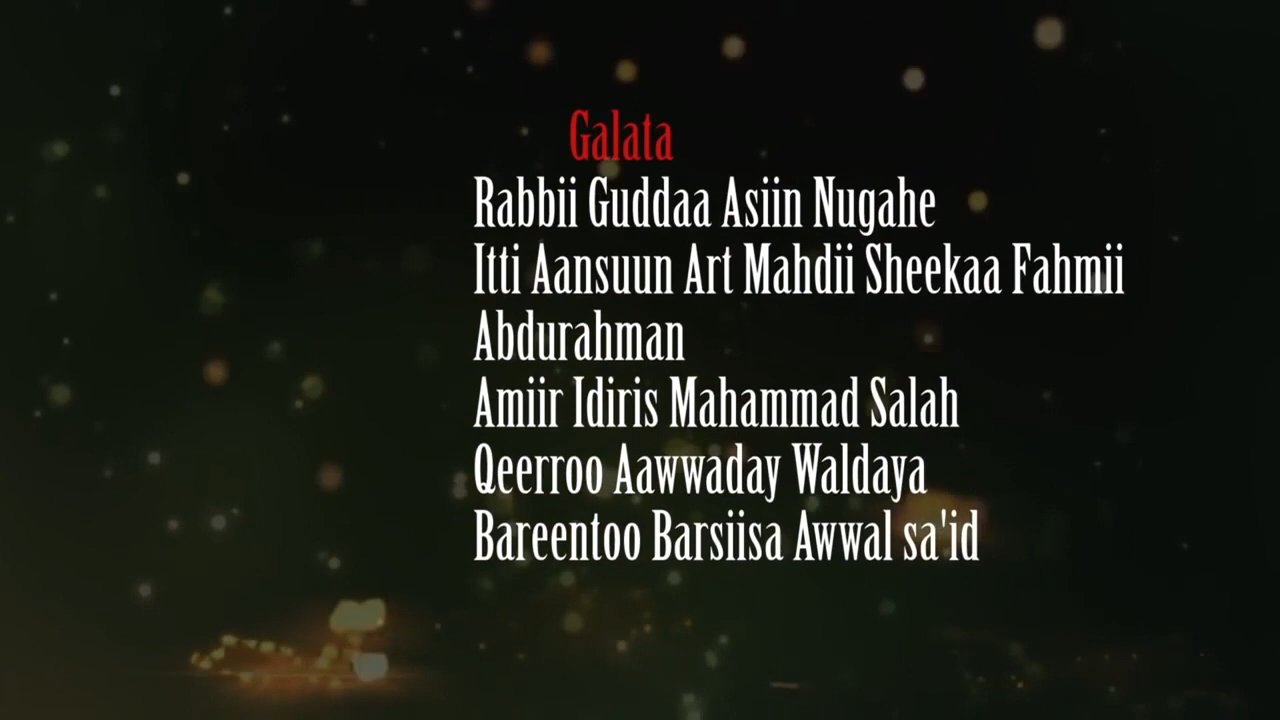 Galata
Rabbii Guddaa Asiin Nugahe
Itti Aansuun Art Mahdii Sheekaa Fahmii
Abdurahman
Amiir Idiris Mahammad Salah
Qeerroo Aawwaday Waldaya
Bareentoo Barsiisa Awwal sa'id